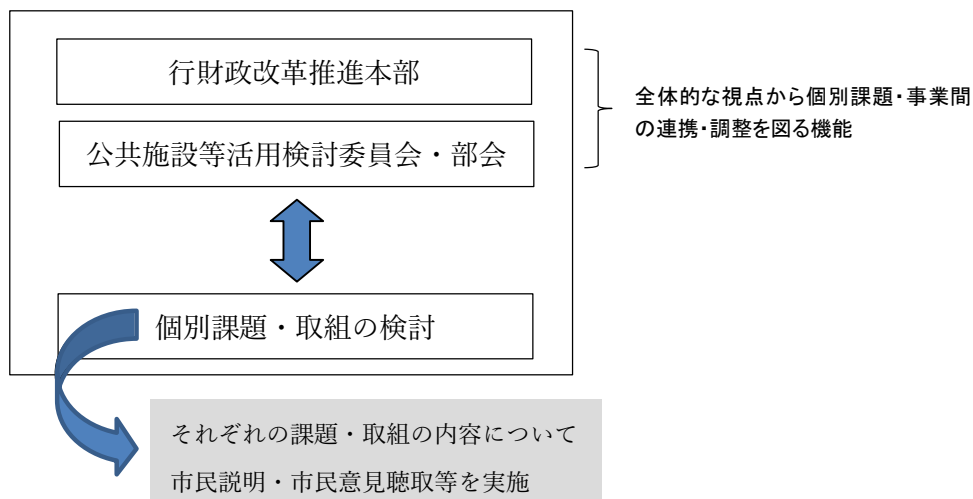 行財政改革推進本部
全体的な視点から個別課題・事業間
の連携・調整を図る機能
公共施設等活用検討委員会・部会
個別課題・取組の検討
それぞれの課題・取組の内容について
市民説明・市民意見聴取等を実施